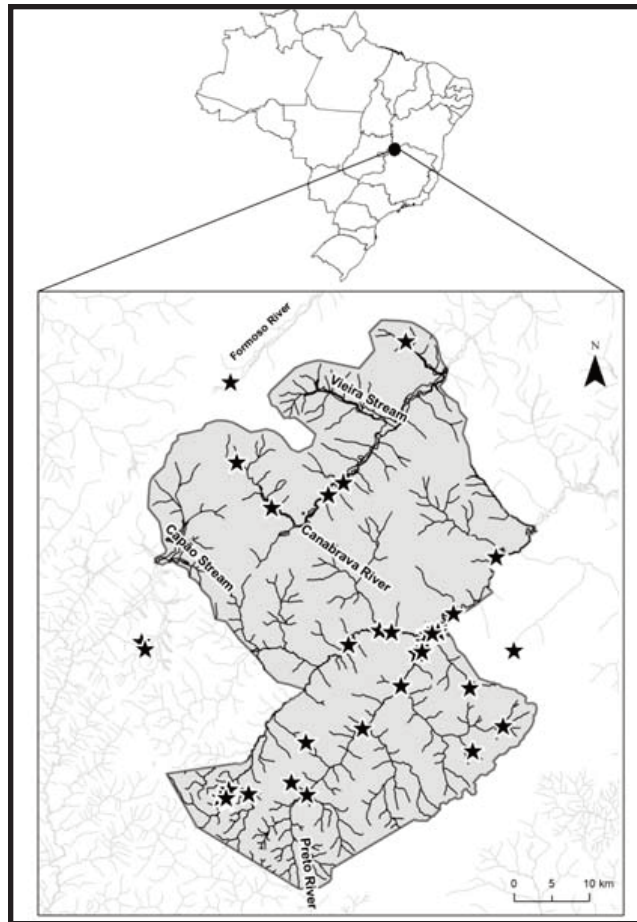 Formoso River
N
Vieira Stream
Capão Stream
Canabrava River
Preto River
0 5 10 km